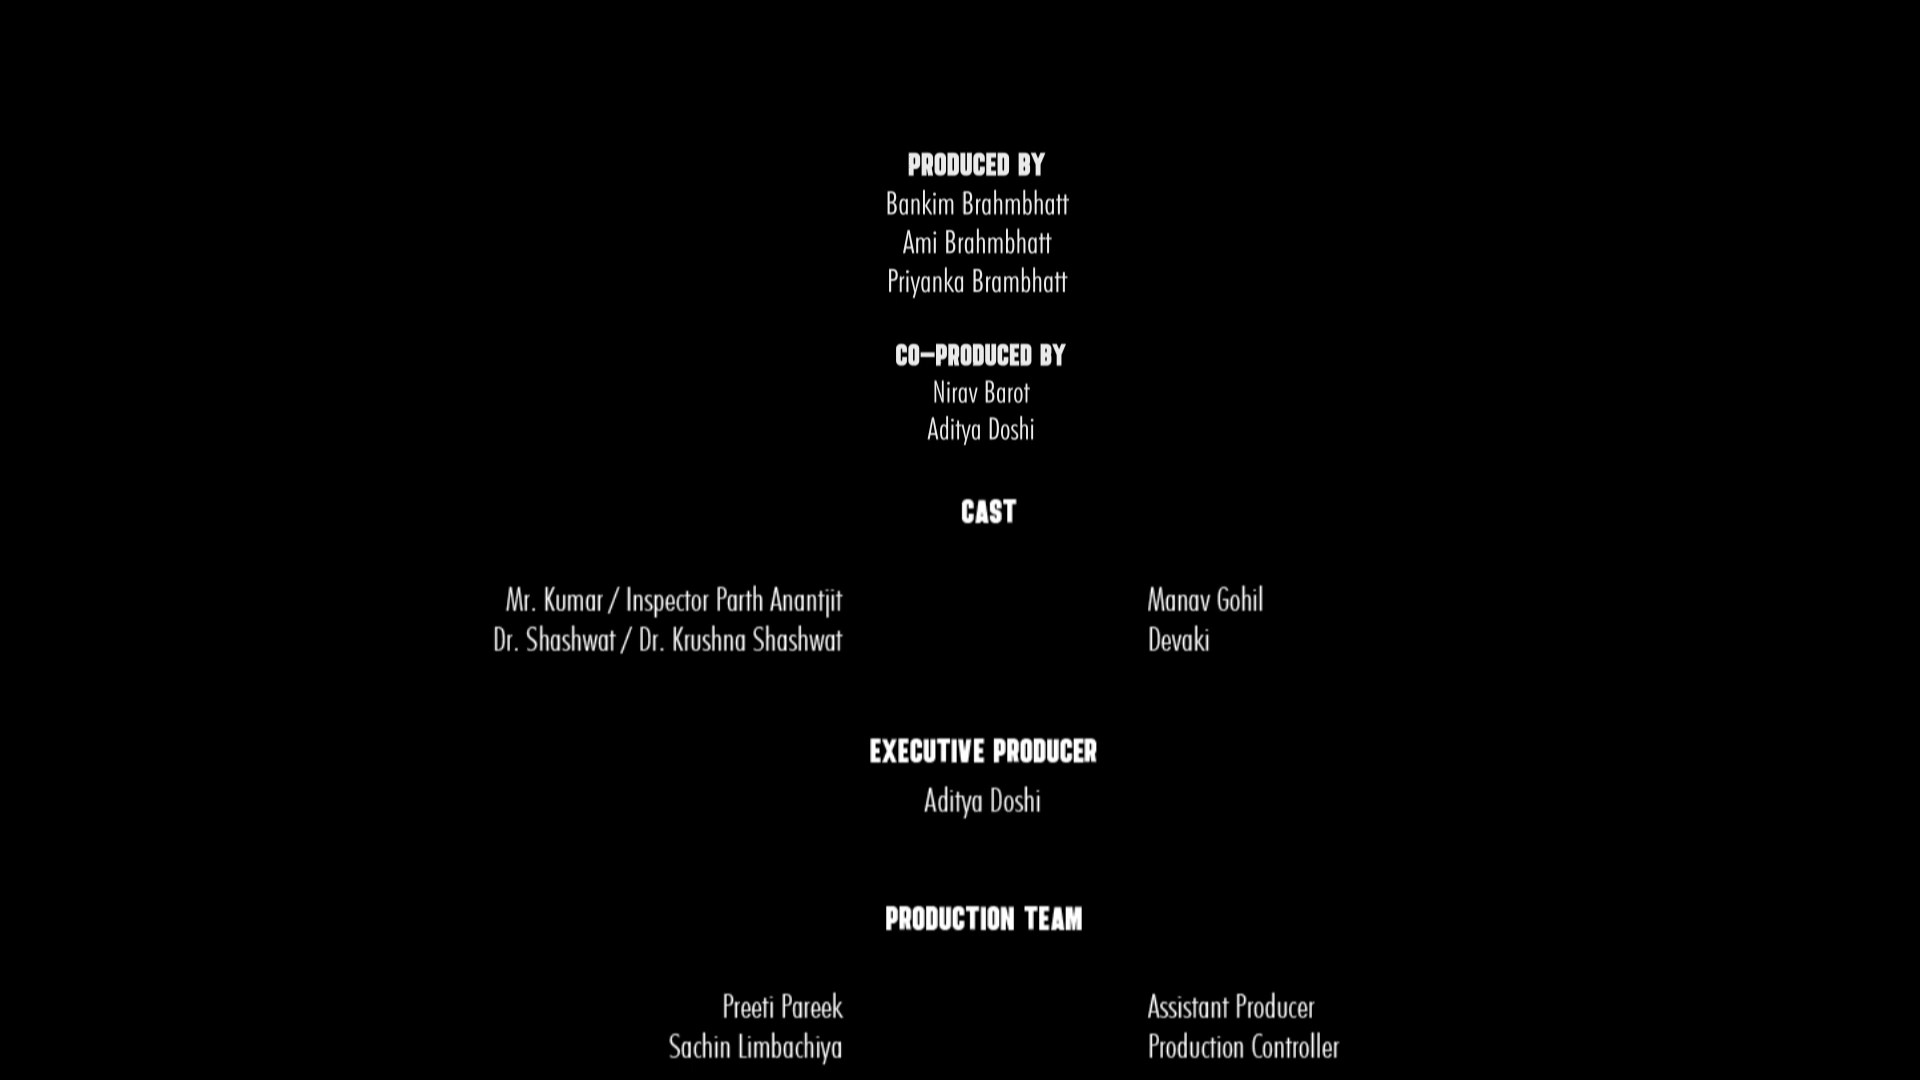 PRODUCED BY
Bankim Brahmbhatt
Ami Brahmbhatt
Priyanka Brambhatt
CO-PRODUCED BY
Nirav Barot
Aditya Doshi
CAST
Mr. Kumar / Inspector Parth Anantjit Manav Gohil
Dr. Shashwat / Dr. Krushna Shashwat Devaki
EXECUTIVE PRODUCER
Aditya Doshi
PRODUCTION TEAM
Preeti Pareek Assistant Producer
Sachin Limbachiya Production Controller